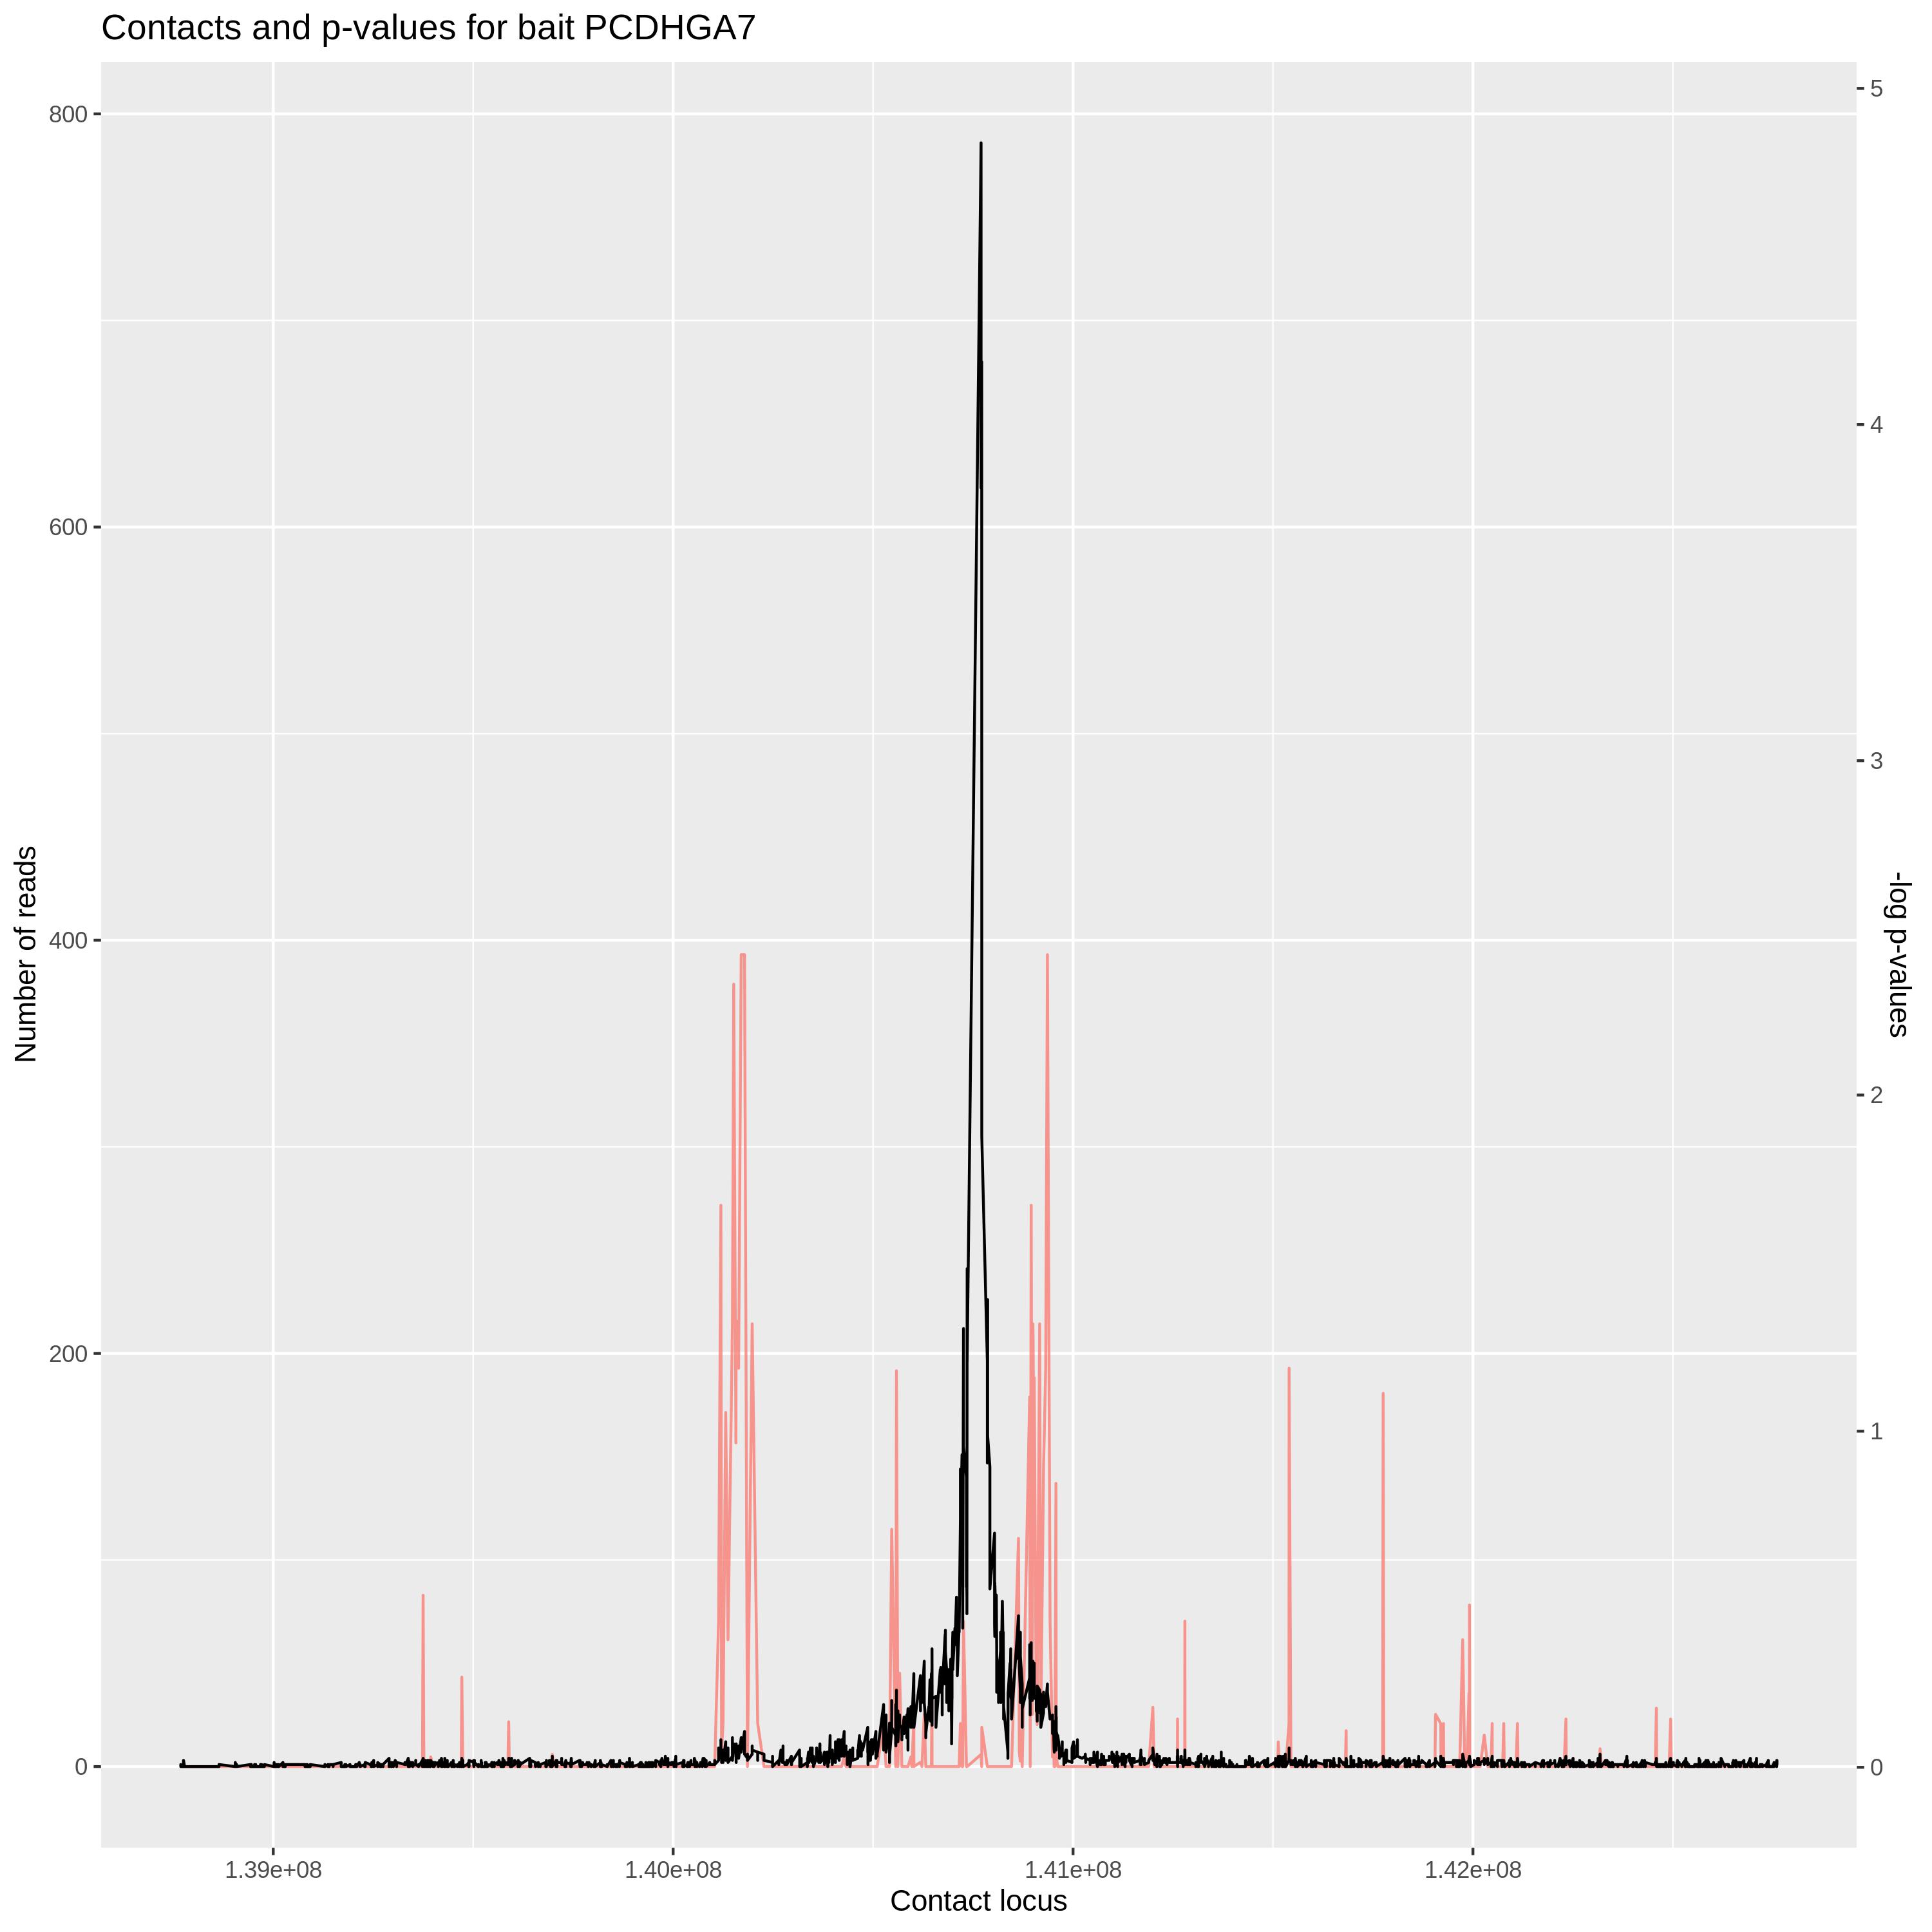 Contacts and p-values for bait PCDHGA7
800
600
400
200
0
Number of reads
5
4
3
2
1
0
-log p-values
1.39e+08
1.40e+08
1.41e+08
1.42e+08
Contact locus